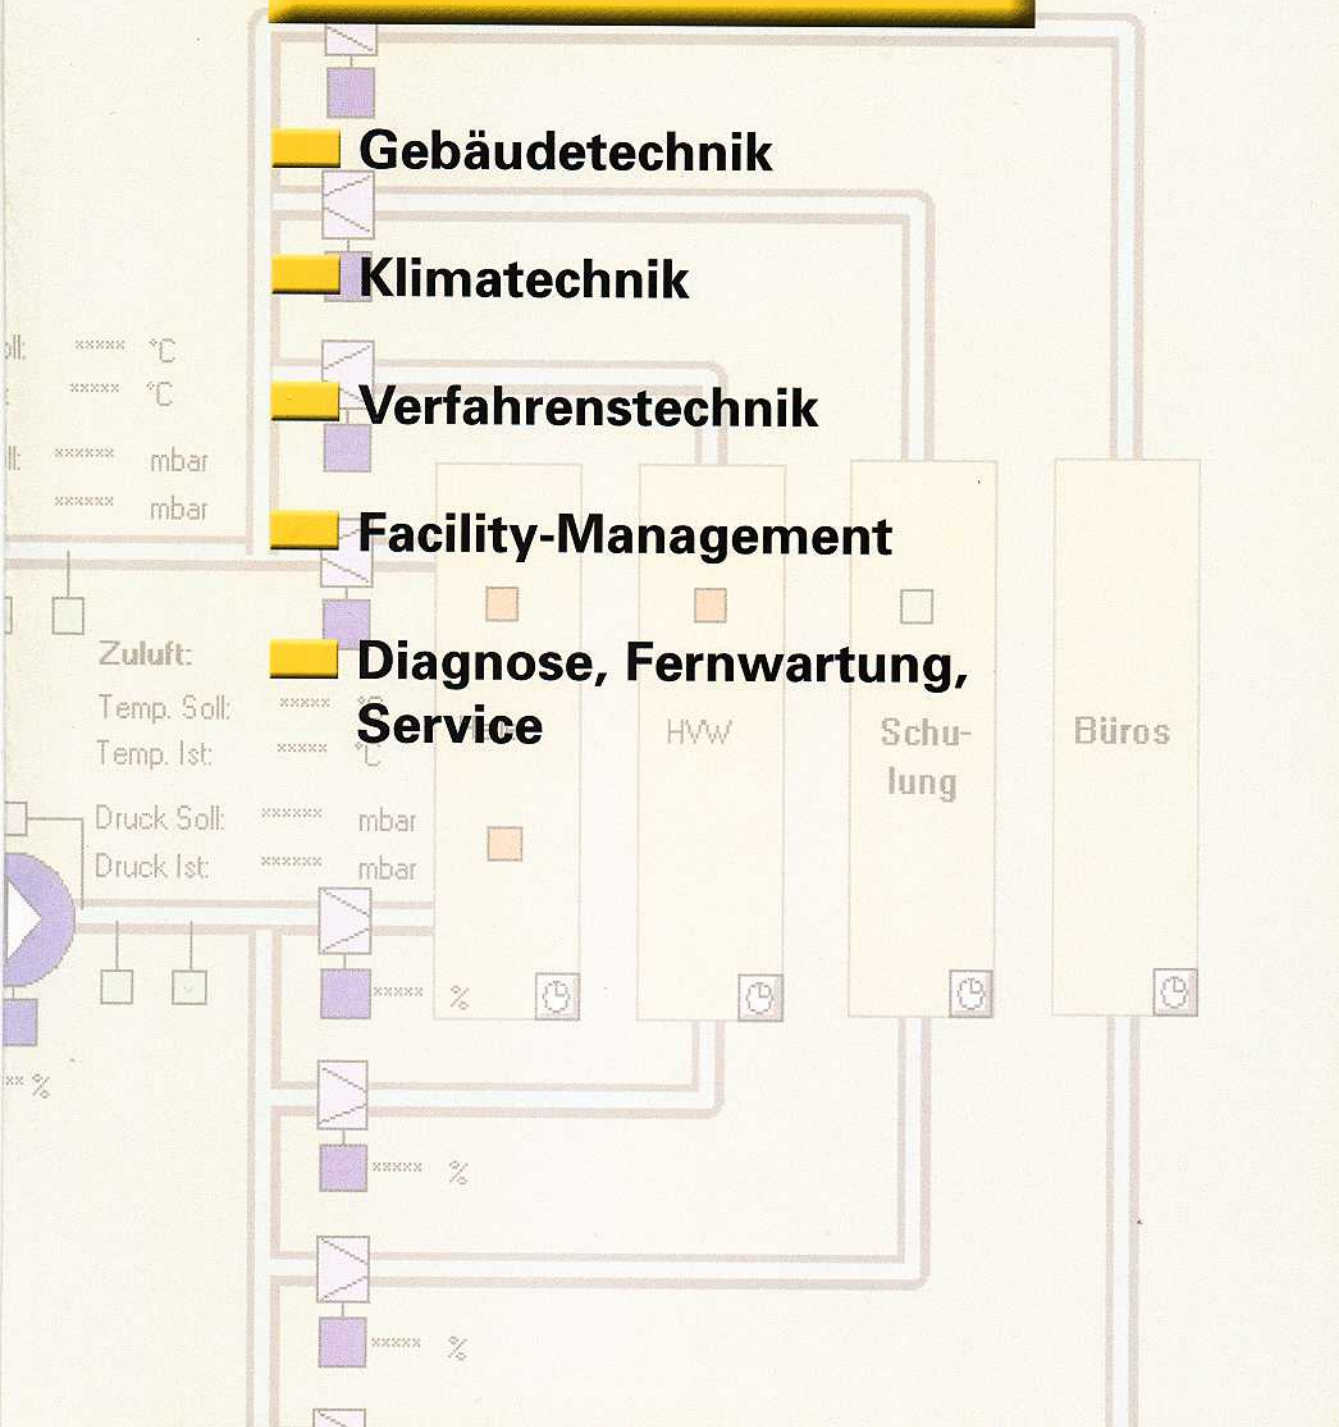 Gebäudetechnik
Klimatechnik
Verfahrenstechnik
Facility-Management
Diagnose, Fernwartung,
Service
***** °C
***** °C
****** mbar
****** mbar
Zuluft:
Temp. Soll: ***** °C
Temp. Ist: ***** °C
Druck Soll: ****** mbar
Druck Ist: ****** mbar
HVW
Schu-
lung
Büros
***** %
** %
***** %
***** %